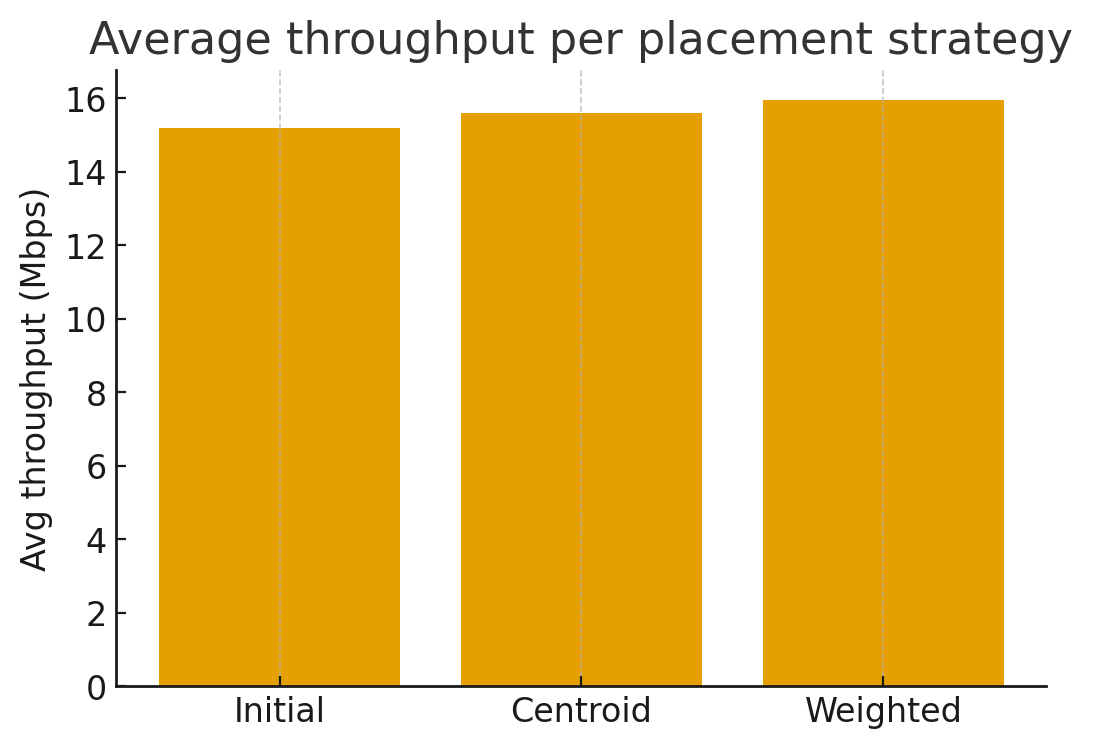 Average throughput per placement strategy
Avg throughput (Mbps)
16
14
12
10
8
6
4
2
0
Initial
Centroid
Weighted